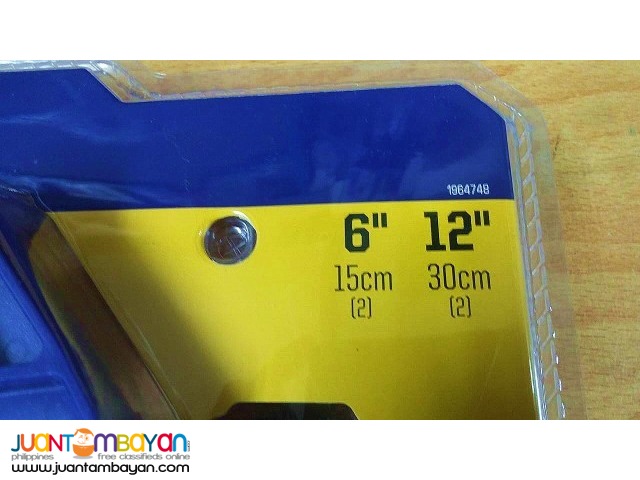 1964748
6" 12"
15cm 30cm
(2) (2)
JUANTAMBAYAN
philippines free classifieds online
www.juantambayan.com